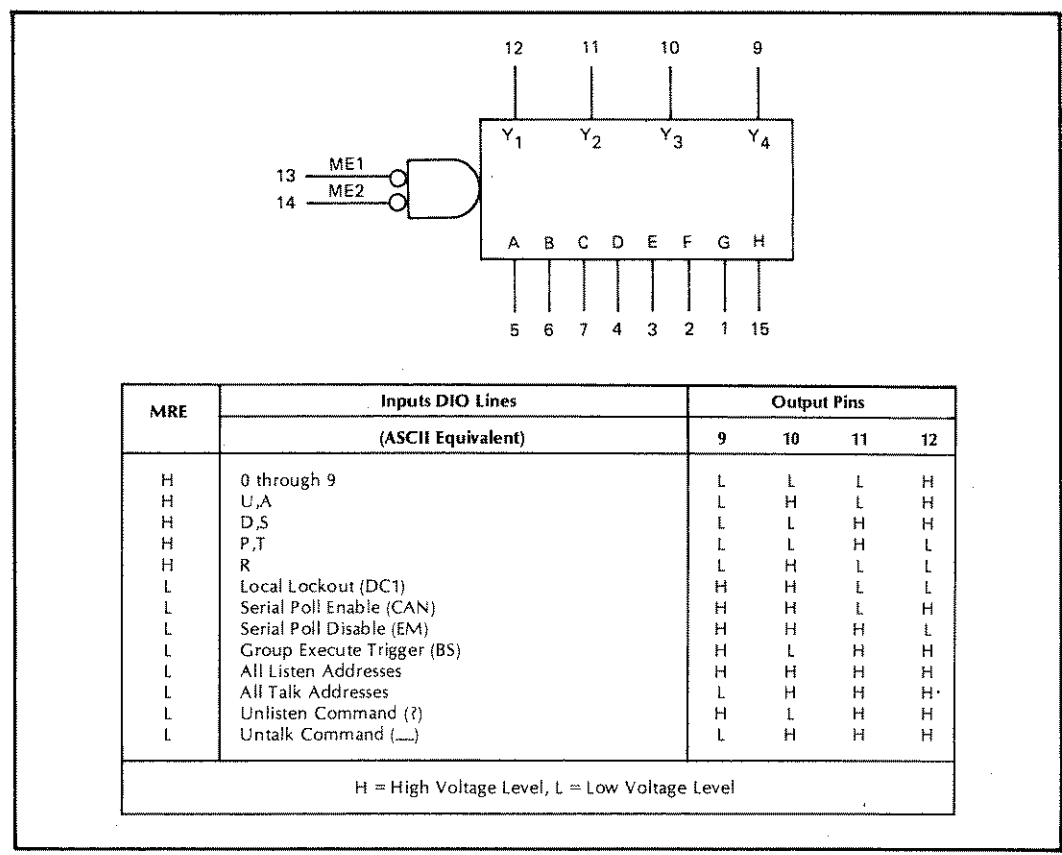 12 11 10 9
Y1 Y2 Y3 Y4
13 ME1
14 ME2
A B C D E F G H
5 6 7 4 3 2 1 15
MRE Inputs DIO Lines Output Pins
(ASCII Equivalent) 9 10 11 12
H 0 through 9 L L L H
H U,A L H L H
H D,S L L H H
H P,T L L H L
H R L H L L
L Local Lockout (DC1) H H L L
L Serial Poll Enable (CAN) H H L H
L Serial Poll Disable (EM) H H H L
L Group Execute Trigger (BS) H L H H
L All Listen Addresses H H H H
L All Talk Addresses L H H H
L Unlisten Command (?) H L H H
L Untalk Command (__) L H H H
H = High Voltage Level, L = Low Voltage Level